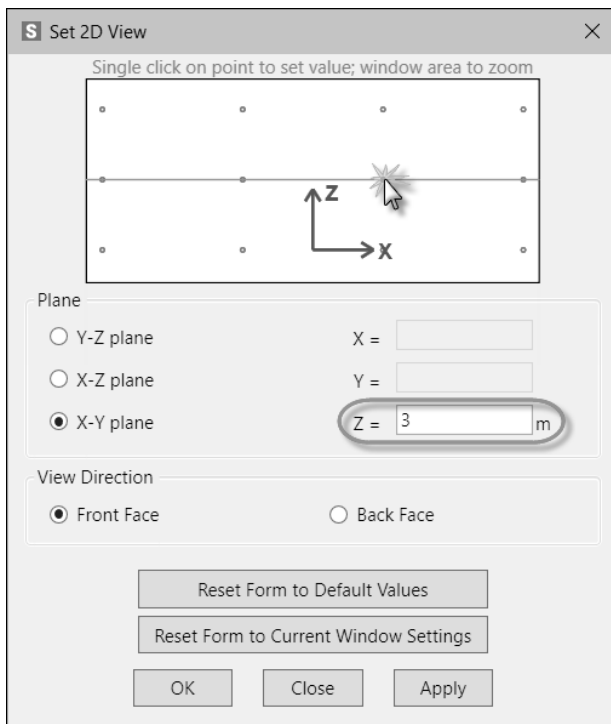 S Set 2D View
Single click on point to set value; window area to zoom
Z
X
Plane
Y-Z plane X =
X-Z plane Y =
X-Y plane Z = 3 m
View Direction
Front Face Back Face
Reset Form to Default Values
Reset Form to Current Window Settings
OK Close Apply